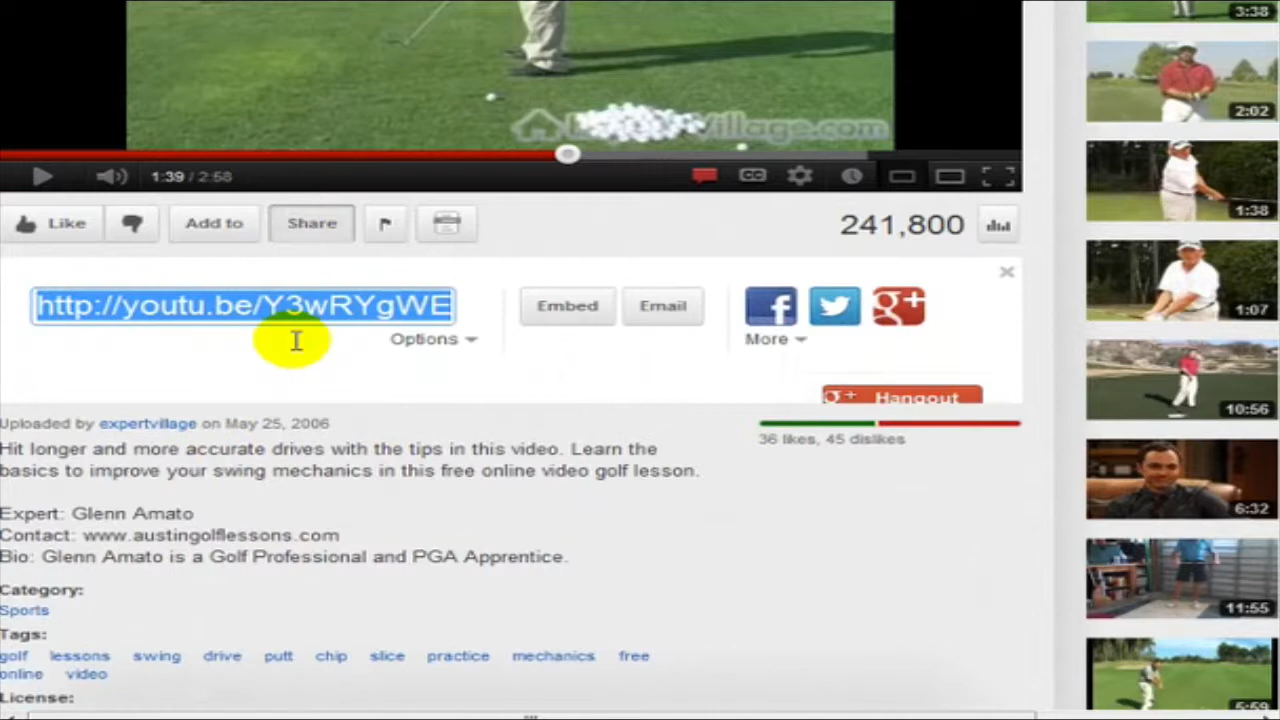 3:38
Village.com
2:02
1:39 / 2:58
CC
1:38
Like
Add to
Share
241,800
http://youtu.be/Y3wRYgWE
Embed
Email
f
g+
1:07
Options
More
g+ Hangout
10:56
Uploaded by expertvillage on May 25, 2006
36 likes, 45 dislikes
Hit longer and more accurate drives with the tips in this video. Learn the
basics to improve your swing mechanics in this free online video golf lesson.
6:32
Expert: Glenn Amato
Contact: www.austingolflessons.com
Bio: Glenn Amato is a Golf Professional and PGA Apprentice.
Category:
Sports
11:55
Tags:
golf lessons swing drive putt chip slice practice mechanics free
online video
License:
5:59